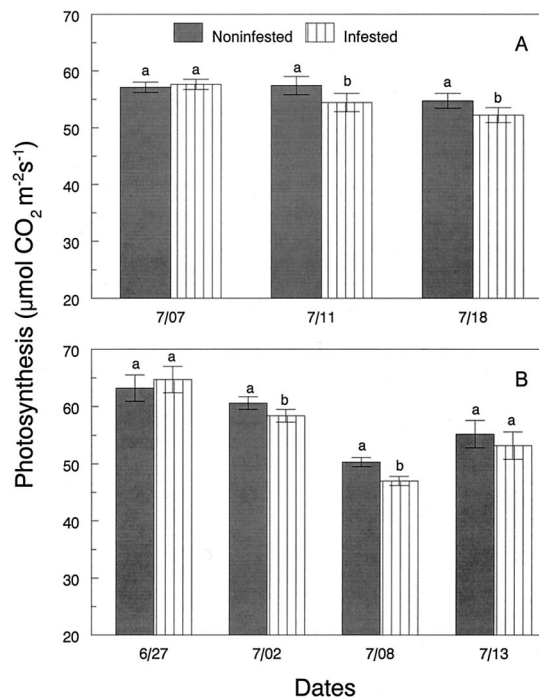 70
Noninfested Infested A
60
a a a b a b
50
40
30
20
7/07 7/11 7/18
Photosynthesis (µmol CO₂ m⁻²s⁻¹)
70
a a B
60
a b a a
50
a b
40
30
20
6/27 7/02 7/08 7/13
Dates